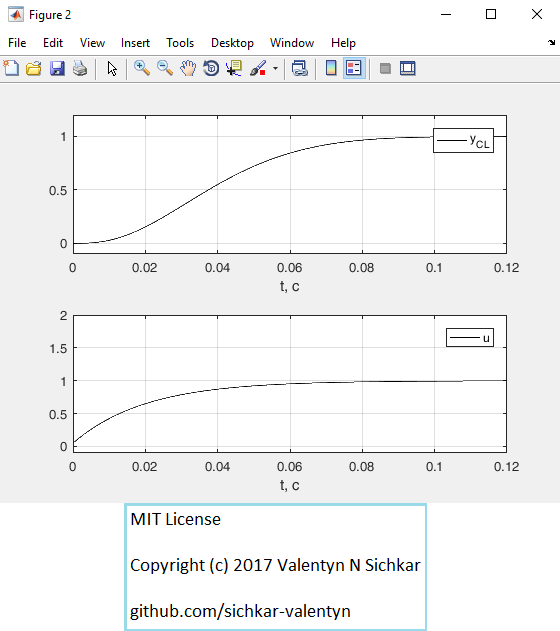 Figure 2
File Edit View Insert Tools Desktop Window Help
1
0.5
0
yCL
0 0.02 0.04 0.06 0.08 0.1 0.12
t, c
2
1.5
1
0.5
0
u
0 0.02 0.04 0.06 0.08 0.1 0.12
t, c
MIT License
Copyright (c) 2017 Valentyn N Sichkar
github.com/sichkar-valentyn